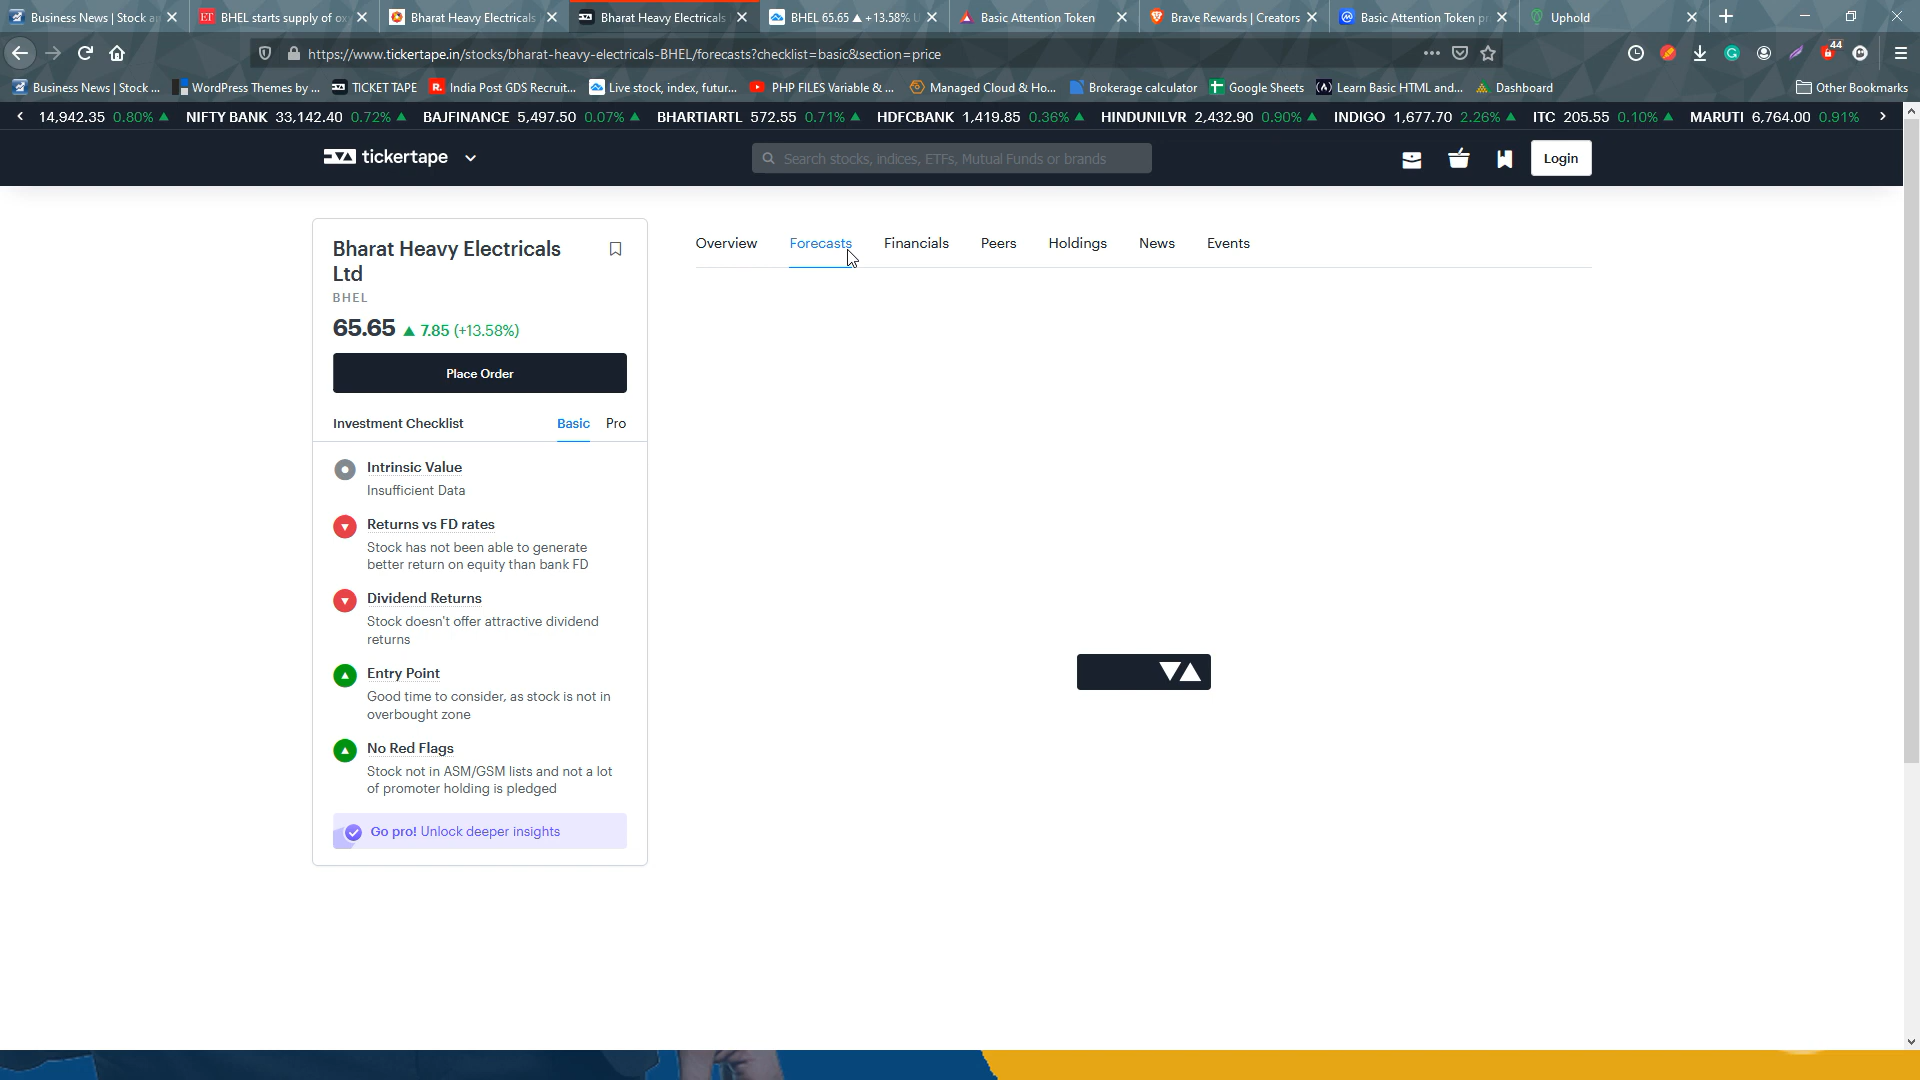 Business News | Stock a
BHEL starts supply of ox
Bharat Heavy Electricals
Bharat Heavy Electricals
BHEL 65.65 ▲ +13.58% U
Basic Attention Token
Brave Rewards | Creators
Basic Attention Token p
Uphold
https://www.tickertape.in/stocks/bharat-heavy-electricals-BHEL/forecasts?checklist=basic&section=price
44
Business News | Stock ...
WordPress Themes by ...
TICKET TAPE
India Post GDS Recruit...
Live stock, index, futur...
PHP FILES Variable & ...
Managed Cloud & Ho...
Brokerage calculator
Google Sheets
Learn Basic HTML and...
Dashboard
Other Bookmarks
14,942.35 0.80% ▲ NIFTY BANK 33,142.40 0.72% ▲ BAJFINANCE 5,497.50 0.07% ▲ BHARTIARTL 572.55 0.71% ▲ HDFCBANK 1,419.85 0.36% ▲ HINDUNILVR 2,432.90 0.90% ▲ INDIGO 1,677.70 2.26% ▲ ITC 205.55 0.10% ▲ MARUTI 6,764.00 0.91%
tickertape
Search stocks, indices, ETFs, Mutual Funds or brands
Login
Bharat Heavy Electricals
Ltd
BHEL
65.65 ▲ 7.85 (+13.58%)
Place Order
Investment Checklist Basic Pro
Intrinsic Value
Insufficient Data
Returns vs FD rates
Stock has not been able to generate
better return on equity than bank FD
Dividend Returns
Stock doesn't offer attractive dividend
returns
Entry Point
Good time to consider, as stock is not in
overbought zone
No Red Flags
Stock not in ASM/GSM lists and not a lot
of promoter holding is pledged
Go pro! Unlock deeper insights
Overview Forecasts Financials Peers Holdings News Events